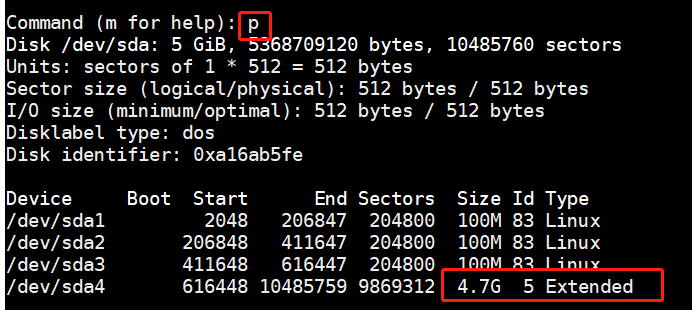 Command (m for help): p
Disk /dev/sda: 5 GiB, 5368709120 bytes, 10485760 sectors
Units: sectors of 1 * 512 = 512 bytes
Sector size (logical/physical): 512 bytes / 512 bytes
I/O size (minimum/optimal): 512 bytes / 512 bytes
Disklabel type: dos
Disk identifier: 0xa16ab5fe
Device Boot Start End Sectors Size Id Type
/dev/sda1 2048 206847 204800 100M 83 Linux
/dev/sda2 206848 411647 204800 100M 83 Linux
/dev/sda3 411648 616447 204800 100M 83 Linux
/dev/sda4 616448 10485759 9869312 4.7G 5 Extended